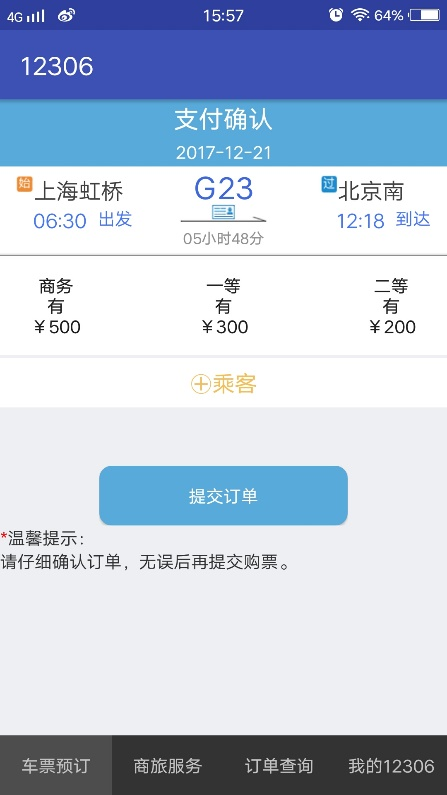 4G 15:57 64%
12306
支付确认
2017-12-21
始 上海虹桥 G23 过 北京南
06:30 出发 12:18 到达
05小时48分
商务 一等 二等
有 有 有
￥500 ￥300 ￥200
乘客
提交订单
*温馨提示：
请仔细确认订单，无误后再提交购票。
车票预订 商旅服务 订单查询 我的12306